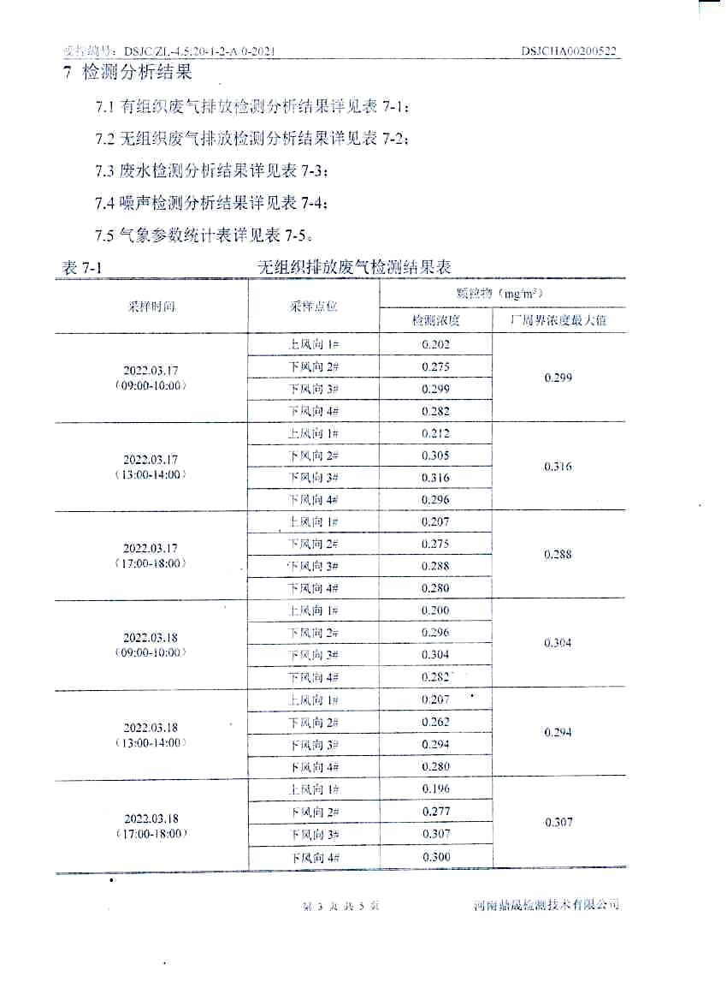 受控编号：DSJC/ZL-4.5.20-1-2-A/0-2021 DSJCHA00200522
7 检测分析结果
7.1 有组织废气排放检测分析结果详见表 7-1；
7.2 无组织废气排放检测分析结果详见表 7-2；
7.3 废水检测分析结果详见表 7-3；
7.4 噪声检测分析结果详见表 7-4；
7.5 气象参数统计表详见表 7-5。
表 7-1 无组织排放废气检测结果表
采样时间 采样点位 颗粒物（mg/m³）
检测浓度 厂周界浓度最大值
2022.03.17
（09:00-10:00） 上风向 1# 0.202 0.299
下风向 2# 0.275
下风向 3# 0.299
下风向 4# 0.282
2022.03.17
（13:00-14:00） 上风向 1# 0.212 0.316
下风向 2# 0.305
下风向 3# 0.316
下风向 4# 0.296
2022.03.17
（17:00-18:00） 上风向 1# 0.207 0.288
下风向 2# 0.275
下风向 3# 0.288
下风向 4# 0.280
2022.03.18
（09:00-10:00） 上风向 1# 0.200 0.304
下风向 2# 0.296
下风向 3# 0.304
下风向 4# 0.282
2022.03.18
（13:00-14:00） 上风向 1# 0.207 0.294
下风向 2# 0.262
下风向 3# 0.294
下风向 4# 0.280
2022.03.18
（17:00-18:00） 上风向 1# 0.196 0.307
下风向 2# 0.277
下风向 3# 0.307
下风向 4# 0.300
第 3 页 共 5 页 河南鼎晟检测技术有限公司